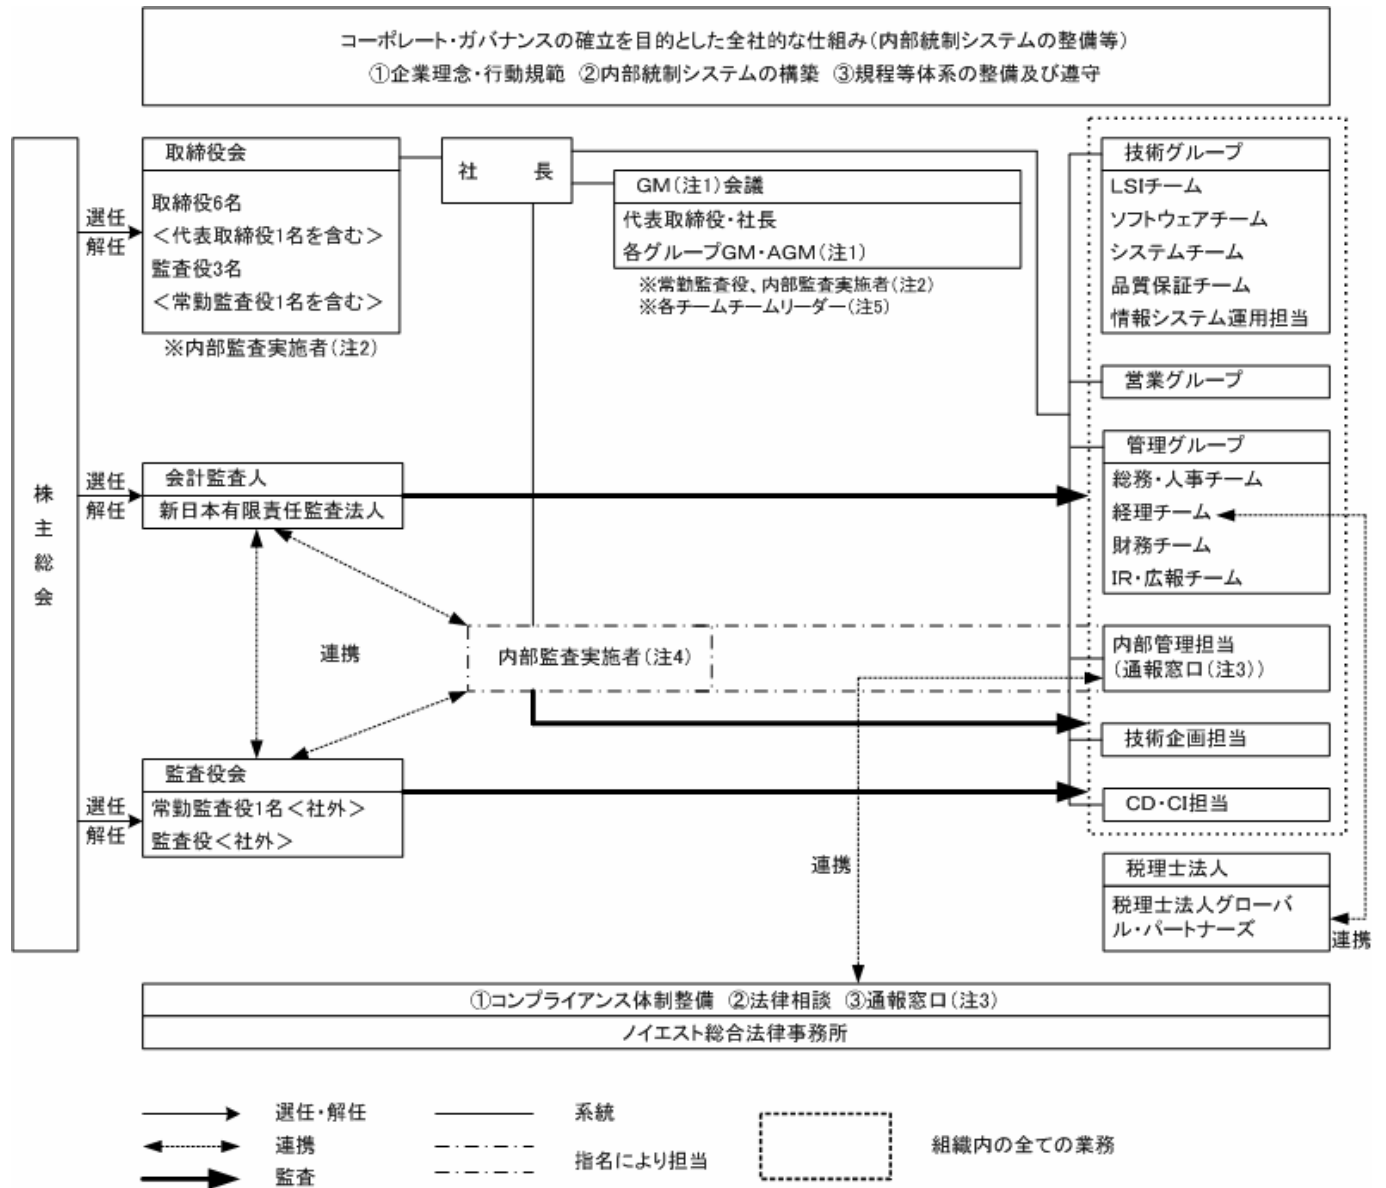 コーポレート・ガバナンスの確立を目的とした全社的な仕組み（内部統制システムの整備等）
①企業理念・行動規範 ②内部統制システムの構築 ③規程等体系の整備及び遵守
株主総会
選任
解任
取締役会
取締役6名
＜代表取締役1名を含む＞
監査役3名
＜常勤監査役1名を含む＞
※内部監査実施者（注2）
社 長
GM（注1）会議
代表取締役・社長
各グループGM・AGM（注1）
※常勤監査役、内部監査実施者（注2）
※各チームチームリーダー（注5）
技術グループ
LSIチーム
ソフトウェアチーム
システムチーム
品質保証チーム
情報システム運用担当
営業グループ
管理グループ
総務・人事チーム
経理チーム
財務チーム
IR・広報チーム
選任
解任
会計監査人
新日本有限責任監査法人
連携
内部監査実施者（注4）
内部管理担当
（通報窓口（注3））
技術企画担当
CD・CI担当
選任
解任
監査役会
常勤監査役1名＜社外＞
監査役＜社外＞
連携
税理士法人
税理士法人グローバ
ル・パートナーズ
連携
①コンプライアンス体制整備 ②法律相談 ③通報窓口（注3）
ノイエスト総合法律事務所
選任・解任
連携
監査
系統
指名により担当
組織内の全ての業務